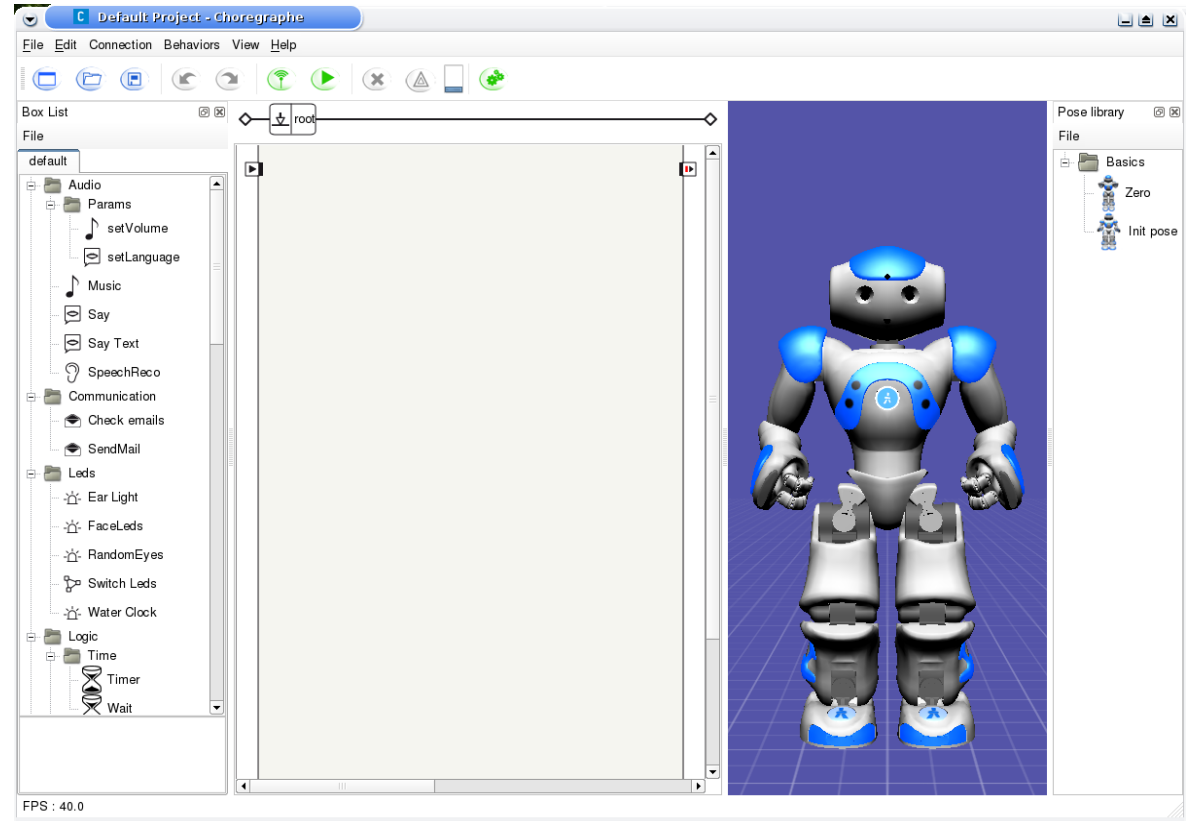 C Default Project - Choregraphe
File Edit Connection Behaviors View Help
Box List
File
default
Audio
Params
setVolume
setLanguage
Music
Say
Say Text
SpeechReco
Communication
Check emails
SendMail
Leds
Ear Light
FaceLeds
RandomEyes
Switch Leds
Water Clock
Logic
Time
Timer
Wait
root
Pose library
File
Basics
Zero
Init pose
FPS : 40.0